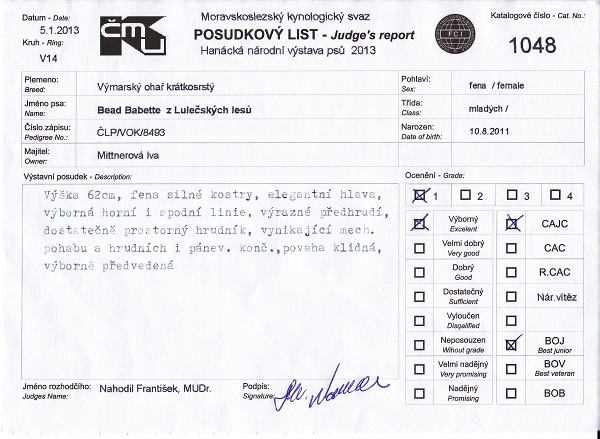 Datum - Date:
5.1.2013
Kruh - Ring:
V14
ČMKU
Moravskoslezský kynologický svaz
POSUDKOVÝ LIST - Judge's report
Hanácká národní výstava psů 2013
FCI
Katalogové číslo - Cat. No.:
1048
Plemeno:
Breed:
Výmarský ohař krátkosrstý
Pohlaví:
Sex:
fena / female
Jméno psa:
Name:
Bead Babette z Lulečských lesů
Třída:
Class:
mladých /
Číslo zápisu:
Pedigree No.:
ČLP/VOK/8493
Narozen:
Date of birth:
10.8.2011
Majitel:
Owner:
Mittnerová Iva
Výstavní posudek - Description:
Výška 62cm, fena silné kostry, elegantní hlava,
výborná horní i spodní linie, výrazné předhrudí,
dostatečně prostorný hrudník, vynikající mech.
pohabu a hrudních i pánev. konč.,povaha klidná,
výborně předvedená
Ocenění - Grade:
1 2 3 4
Výborný
Excelent
CAJC
Velmi dobrý
Very good
CAC
Dobrý
Good
R.CAC
Dostatečný
Sufficient
Nár.vítěz
Vyloučen
Disqalified
Neposouzen
Wihout grade
BOJ
Best junior
Velmi nadějný
Very promising
BOV
Best veteran
Nadějný
Promising
BOB
Jméno rozhodčího:
Judges Name:
Nahodil František, MUDr.
Podpis:
Signature: